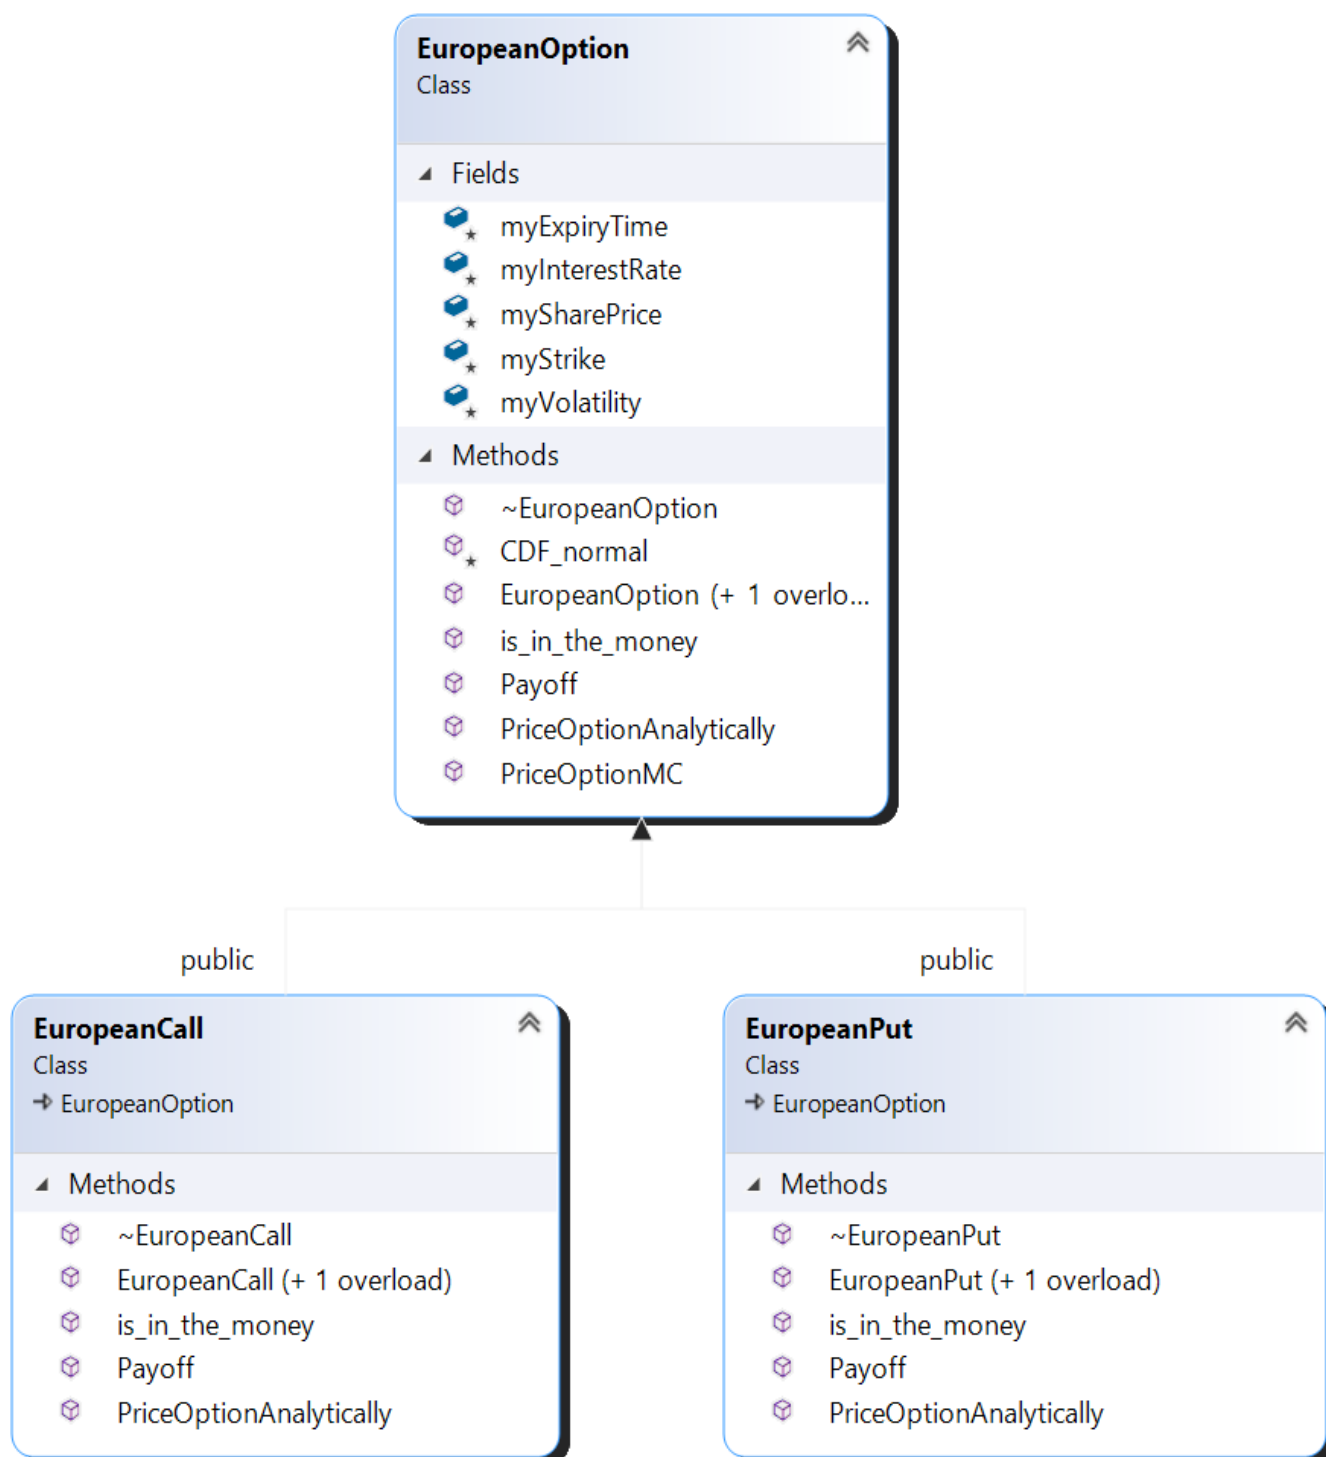 EuropeanOption
Class
Fields
myExpiryTime
myInterestRate
mySharePrice
myStrike
myVolatility
Methods
~EuropeanOption
CDF_normal
EuropeanOption (+ 1 overlo...
is_in_the_money
Payoff
PriceOptionAnalytically
PriceOptionMC
public
public
EuropeanCall
Class
EuropeanOption
Methods
~EuropeanCall
EuropeanCall (+ 1 overload)
is_in_the_money
Payoff
PriceOptionAnalytically
EuropeanPut
Class
EuropeanOption
Methods
~EuropeanPut
EuropeanPut (+ 1 overload)
is_in_the_money
Payoff
PriceOptionAnalytically